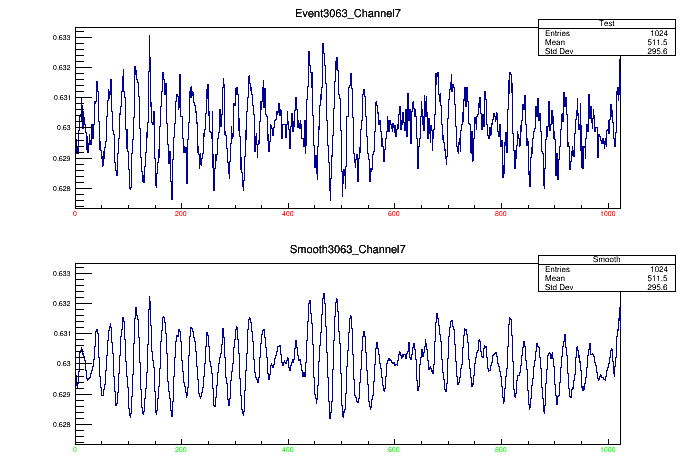 Event3063_Channel7
Test
Entries 1024
Mean 511.5
Std Dev 295.6
0.633
0.632
0.631
0.63
0.629
0.628
0 200 400 600 800 1000
Smooth3063_Channel7
Smooth
Entries 1024
Mean 511.5
Std Dev 295.6
0.633
0.632
0.631
0.63
0.629
0.628
0 200 400 600 800 1000